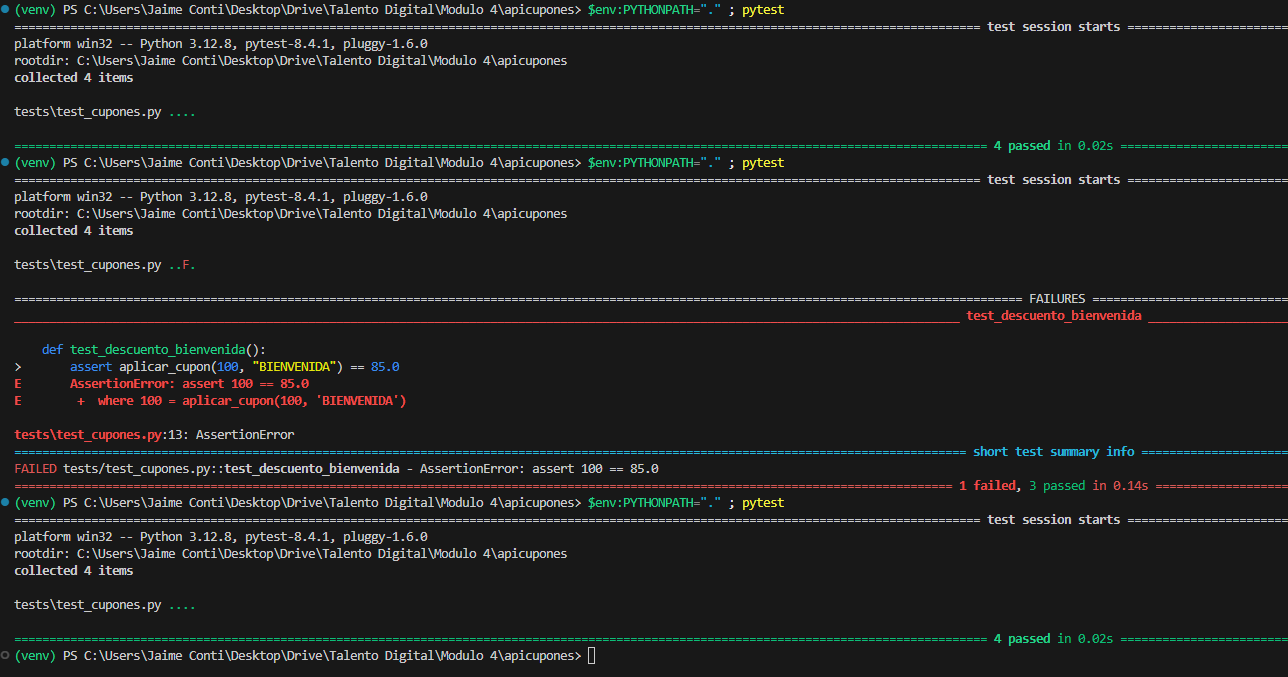 (venv) PS C:\Users\Jaime Conti\Desktop\Drive\Talento Digital\Modulo 4\apicupones> $env:PYTHONPATH="." ; pytest
========== test session starts ==========
platform win32 -- Python 3.12.8, pytest-8.4.1, pluggy-1.6.0
rootdir: C:\Users\Jaime Conti\Desktop\Drive\Talento Digital\Modulo 4\apicupones
collected 4 items
tests\test_cupones.py ....
========== 4 passed in 0.02s ==========
(venv) PS C:\Users\Jaime Conti\Desktop\Drive\Talento Digital\Modulo 4\apicupones> $env:PYTHONPATH="." ; pytest
========== test session starts ==========
platform win32 -- Python 3.12.8, pytest-8.4.1, pluggy-1.6.0
rootdir: C:\Users\Jaime Conti\Desktop\Drive\Talento Digital\Modulo 4\apicupones
collected 4 items
tests\test_cupones.py ..F.
========== FAILURES ==========
__________ test_descuento_bienvenida __________
def test_descuento_bienvenida():
> assert aplicar_cupon(100, "BIENVENIDA") == 85.0
E AssertionError: assert 100 == 85.0
E + where 100 = aplicar_cupon(100, 'BIENVENIDA')
tests\test_cupones.py:13: AssertionError
========== short test summary info ==========
FAILED tests/test_cupones.py::test_descuento_bienvenida - AssertionError: assert 100 == 85.0
========== 1 failed, 3 passed in 0.14s ==========
(venv) PS C:\Users\Jaime Conti\Desktop\Drive\Talento Digital\Modulo 4\apicupones> $env:PYTHONPATH="." ; pytest
========== test session starts ==========
platform win32 -- Python 3.12.8, pytest-8.4.1, pluggy-1.6.0
rootdir: C:\Users\Jaime Conti\Desktop\Drive\Talento Digital\Modulo 4\apicupones
collected 4 items
tests\test_cupones.py ....
========== 4 passed in 0.02s ==========
(venv) PS C:\Users\Jaime Conti\Desktop\Drive\Talento Digital\Modulo 4\apicupones>